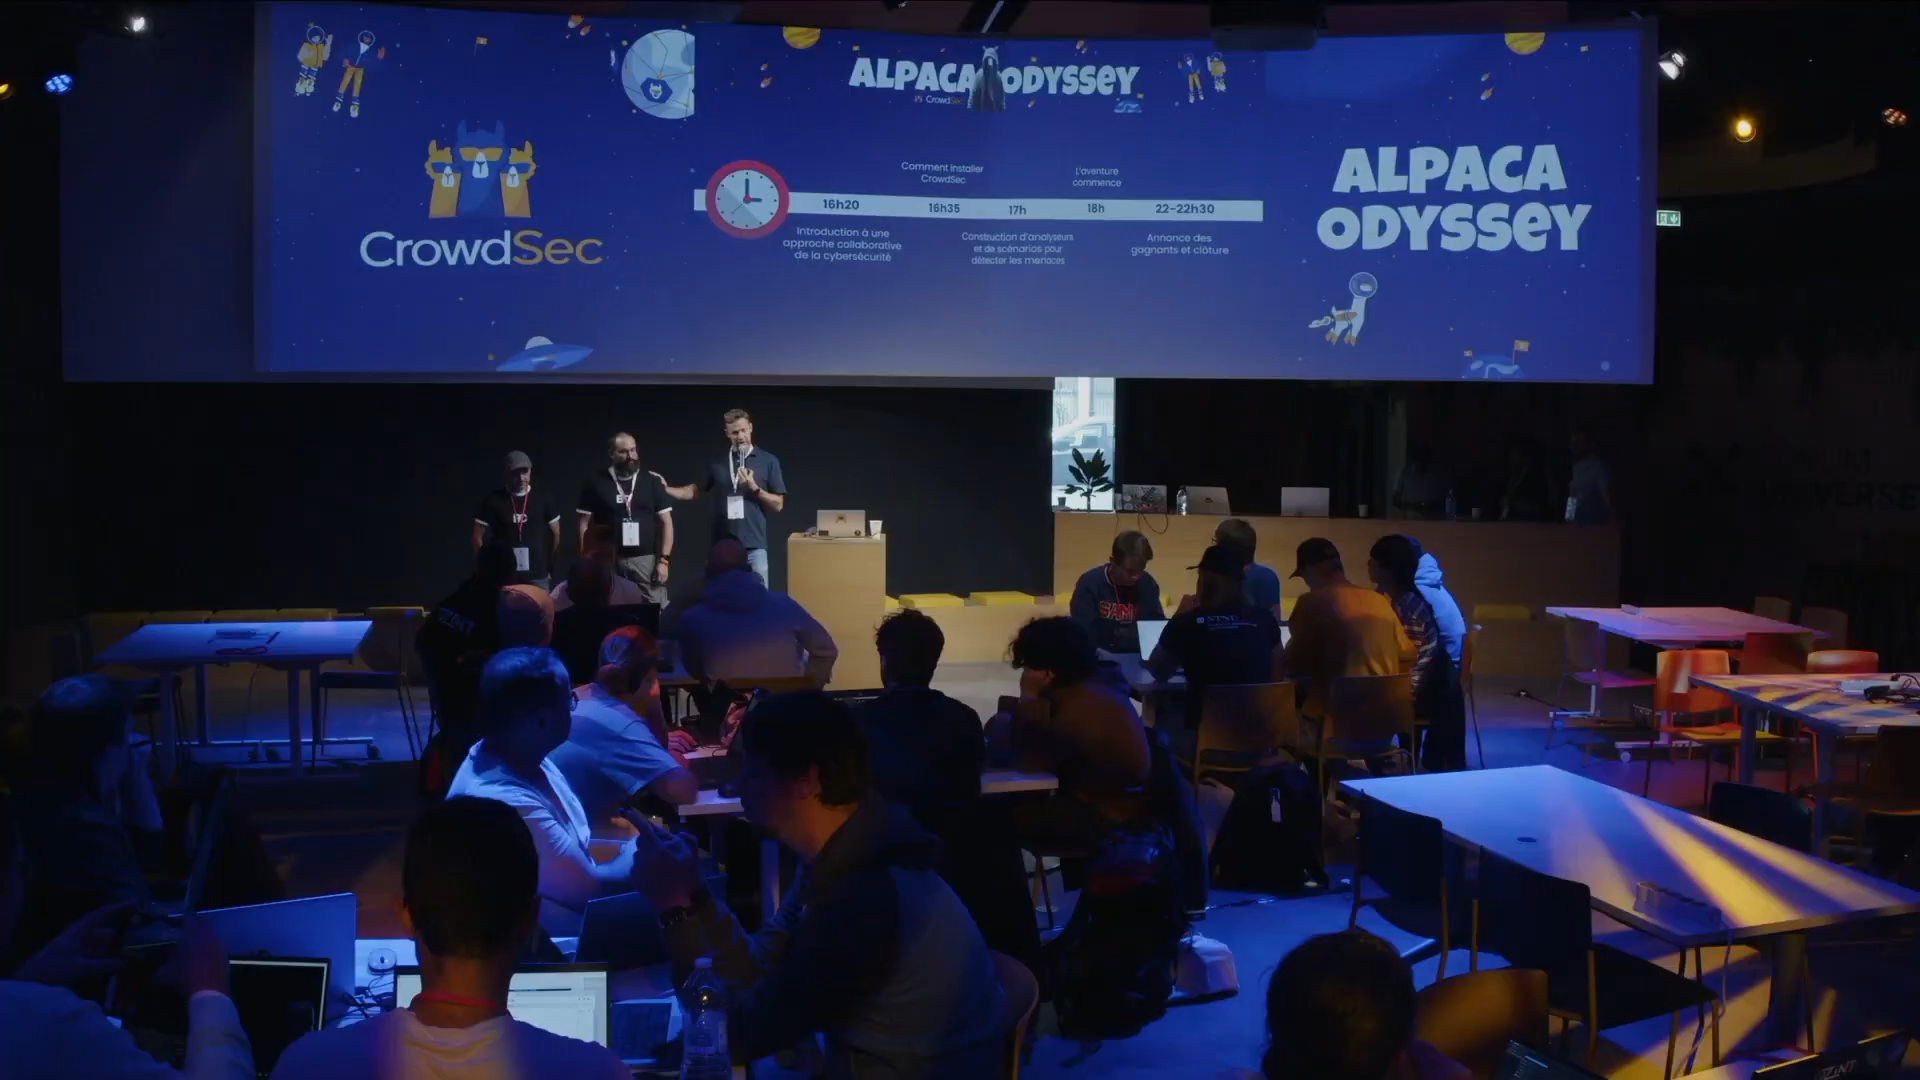 ALPACA ODYSSEY
CrowdSec
Comment installer
CrowdSec
L'aventure
commence
16h20
16h35
17h
18h
22-22h30
Introduction à une
approche collaborative
de la cybersécurité
Construction d'analyseurs
et de scénarios pour
détecter les menaces
Annonce des
gagnants et clôture
CrowdSec
ALPACA
ODYSSEY
NTNU